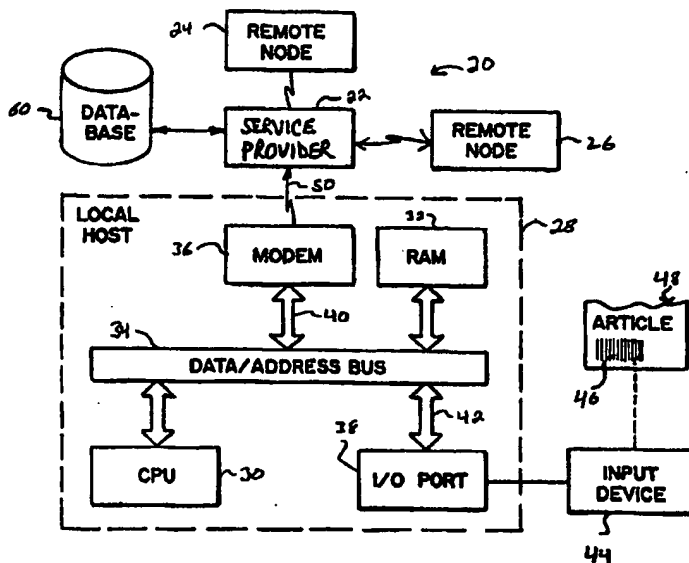 24
REMOTE
NODE
20
60
DATA-
BASE
22
SERVICE
PROVIDER
REMOTE
NODE
26
50
LOCAL
HOST
28
36
MODEM
32
RAM
40
48
ARTICLE
46
34
DATA/ADDRESS BUS
42
38
CPU
30
I/O PORT
INPUT
DEVICE
44